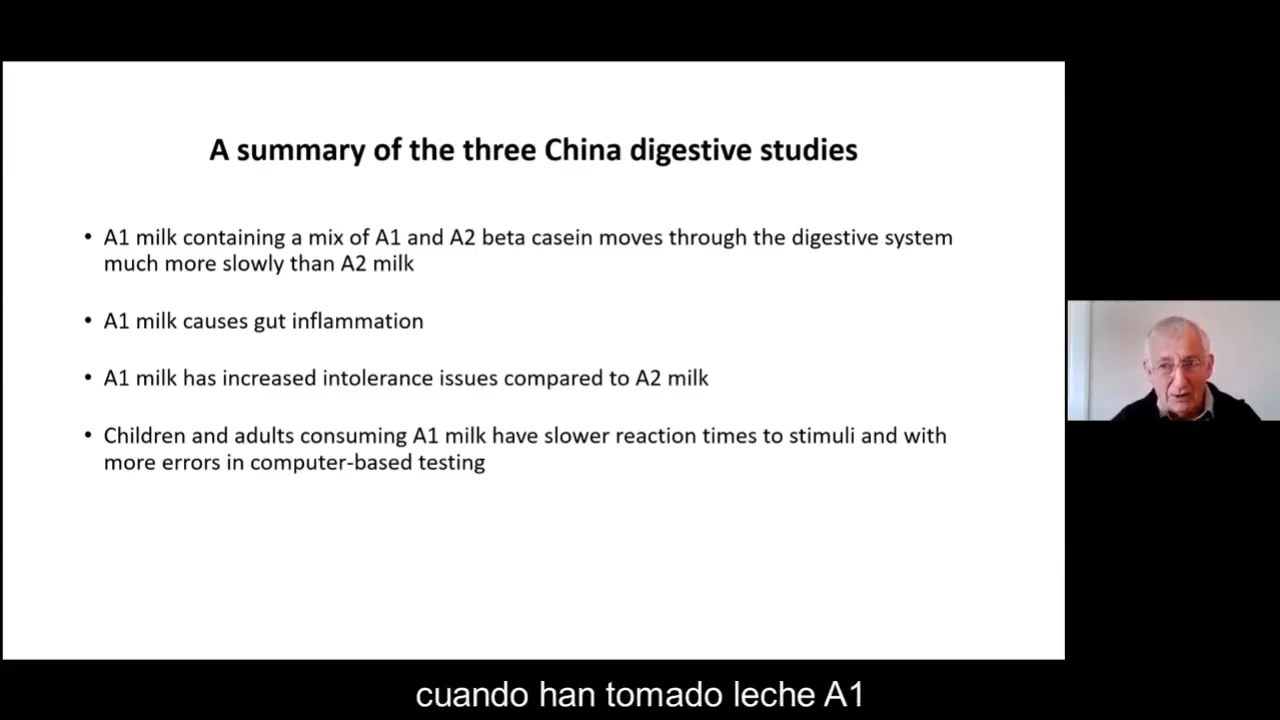 A summary of the three China digestive studies
• A1 milk containing a mix of A1 and A2 beta casein moves through the digestive system
much more slowly than A2 milk
• A1 milk causes gut inflammation
• A1 milk has increased intolerance issues compared to A2 milk
• Children and adults consuming A1 milk have slower reaction times to stimuli and with
more errors in computer-based testing
cuando han tomado leche A1